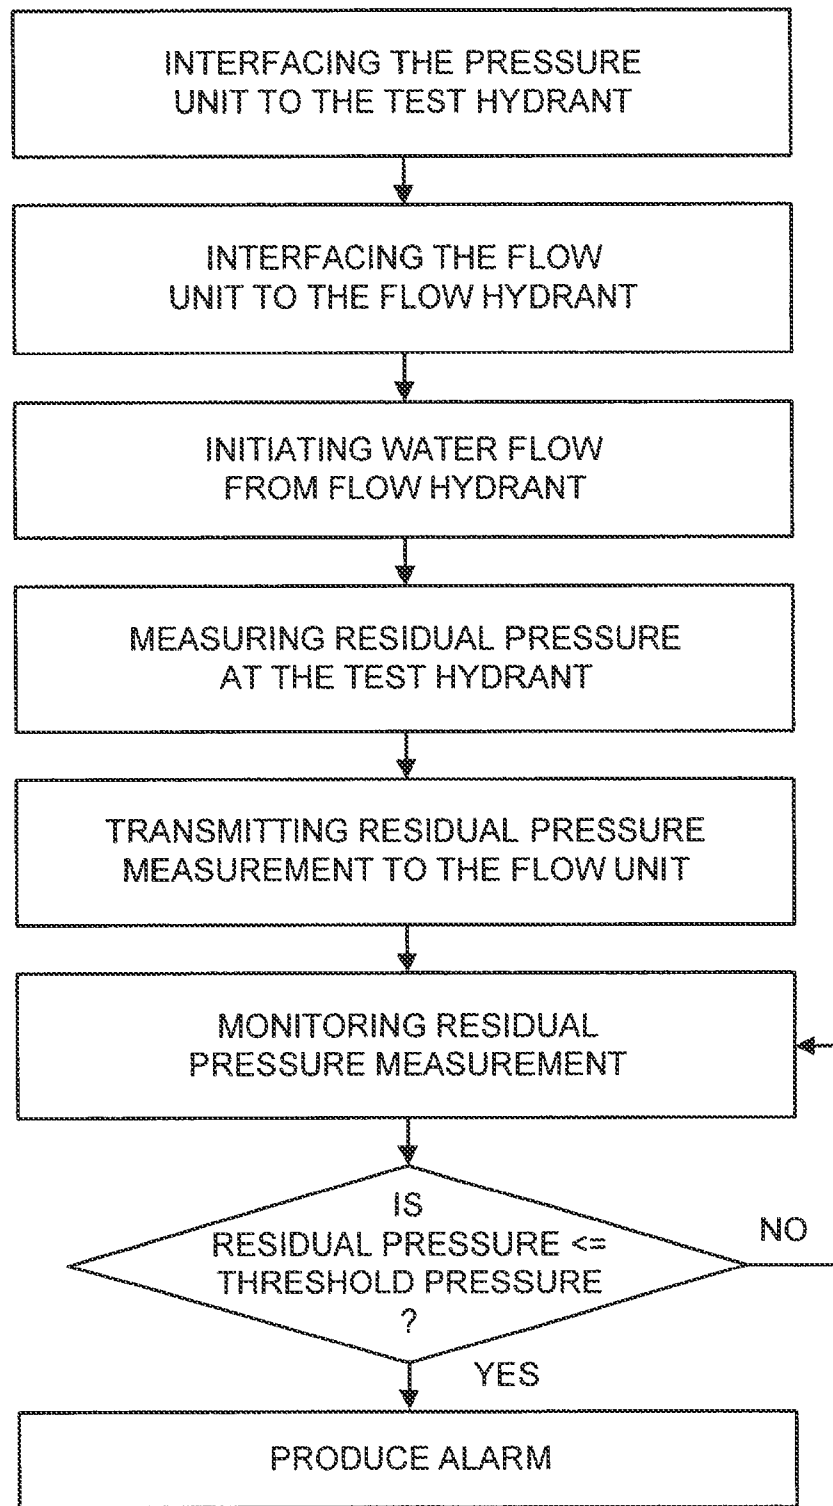 INTERFACING THE PRESSURE
UNIT TO THE TEST HYDRANT
INTERFACING THE FLOW
UNIT TO THE FLOW HYDRANT
INITIATING WATER FLOW
FROM FLOW HYDRANT
MEASURING RESIDUAL PRESSURE
AT THE TEST HYDRANT
TRANSMITTING RESIDUAL PRESSURE
MEASUREMENT TO THE FLOW UNIT
MONITORING RESIDUAL
PRESSURE MEASUREMENT
IS
RESIDUAL PRESSURE <=
THRESHOLD PRESSURE
?
NO
YES
PRODUCE ALARM